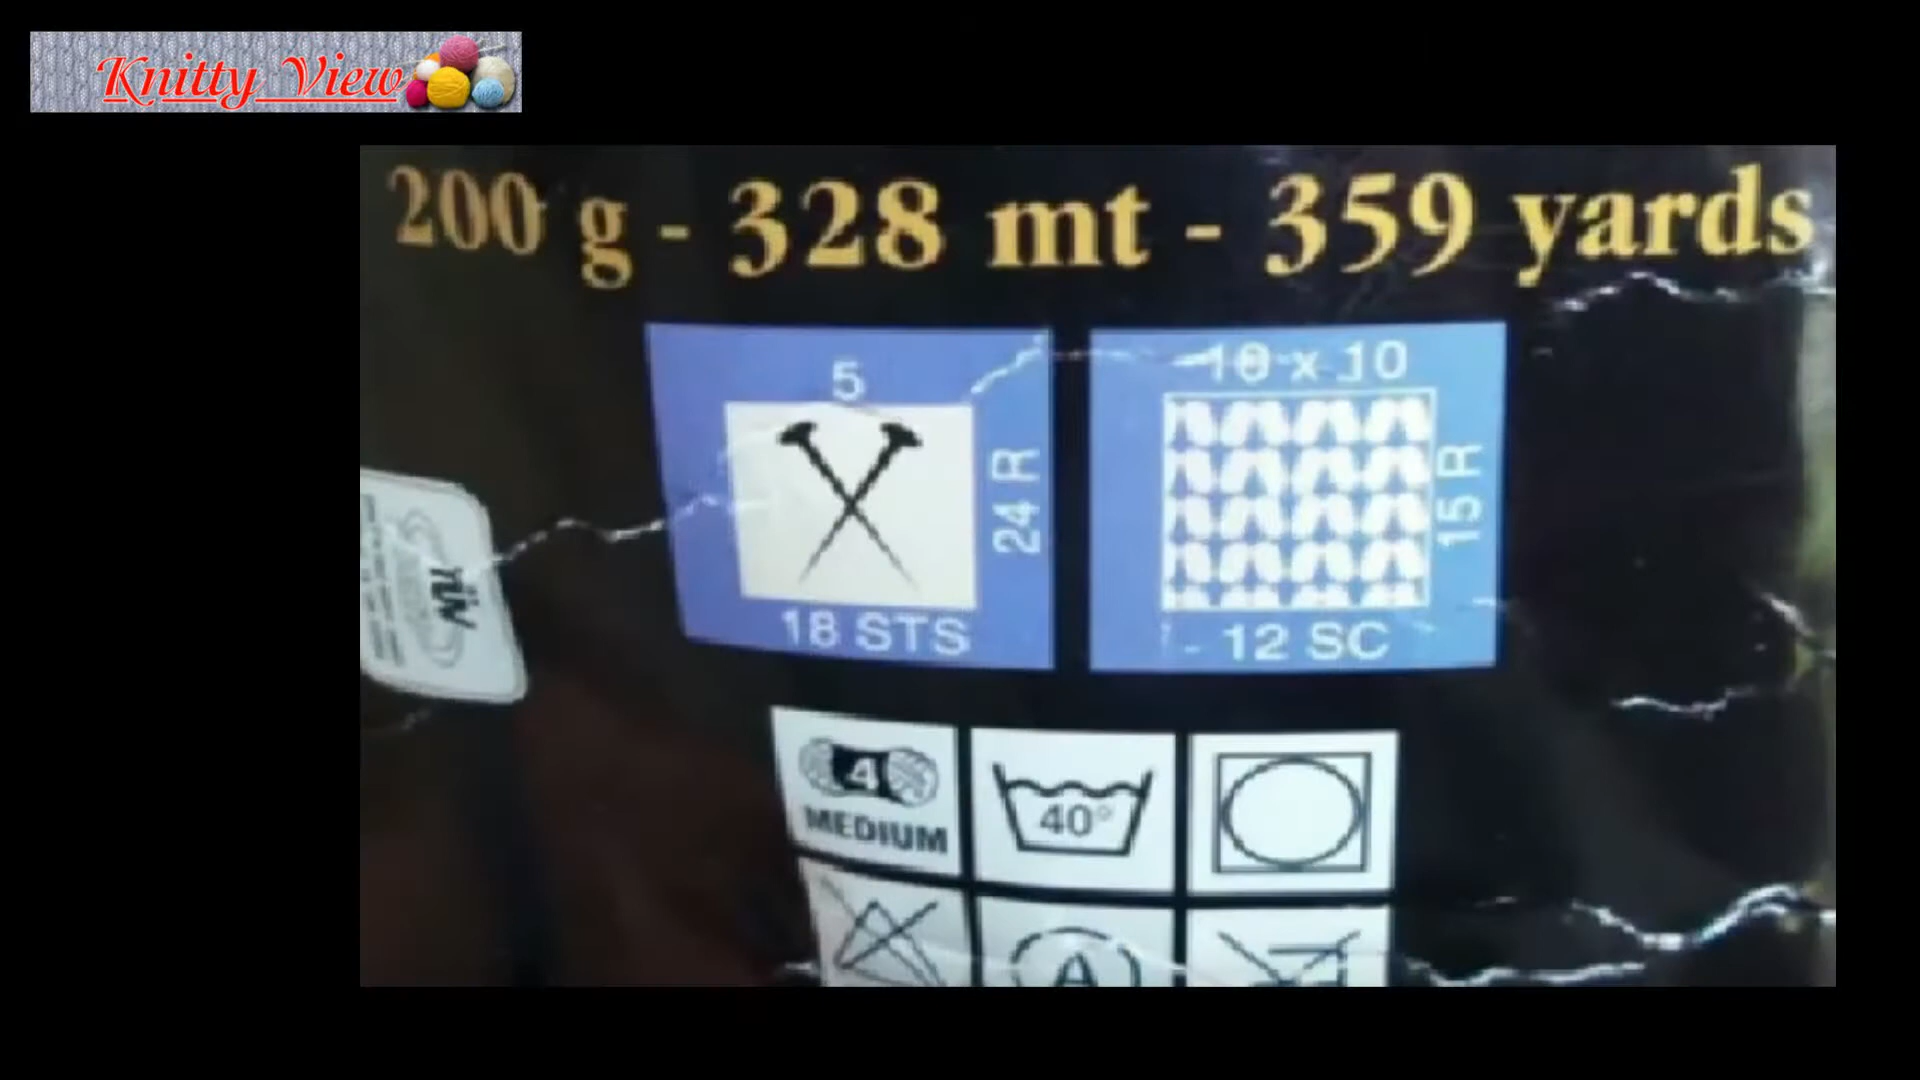 Knitty View
200 g - 328 mt - 359 yards
5
24 R
18 STS
10 x 10
15 R
- 12 SC
TÜV
4
MEDIUM
40°
A